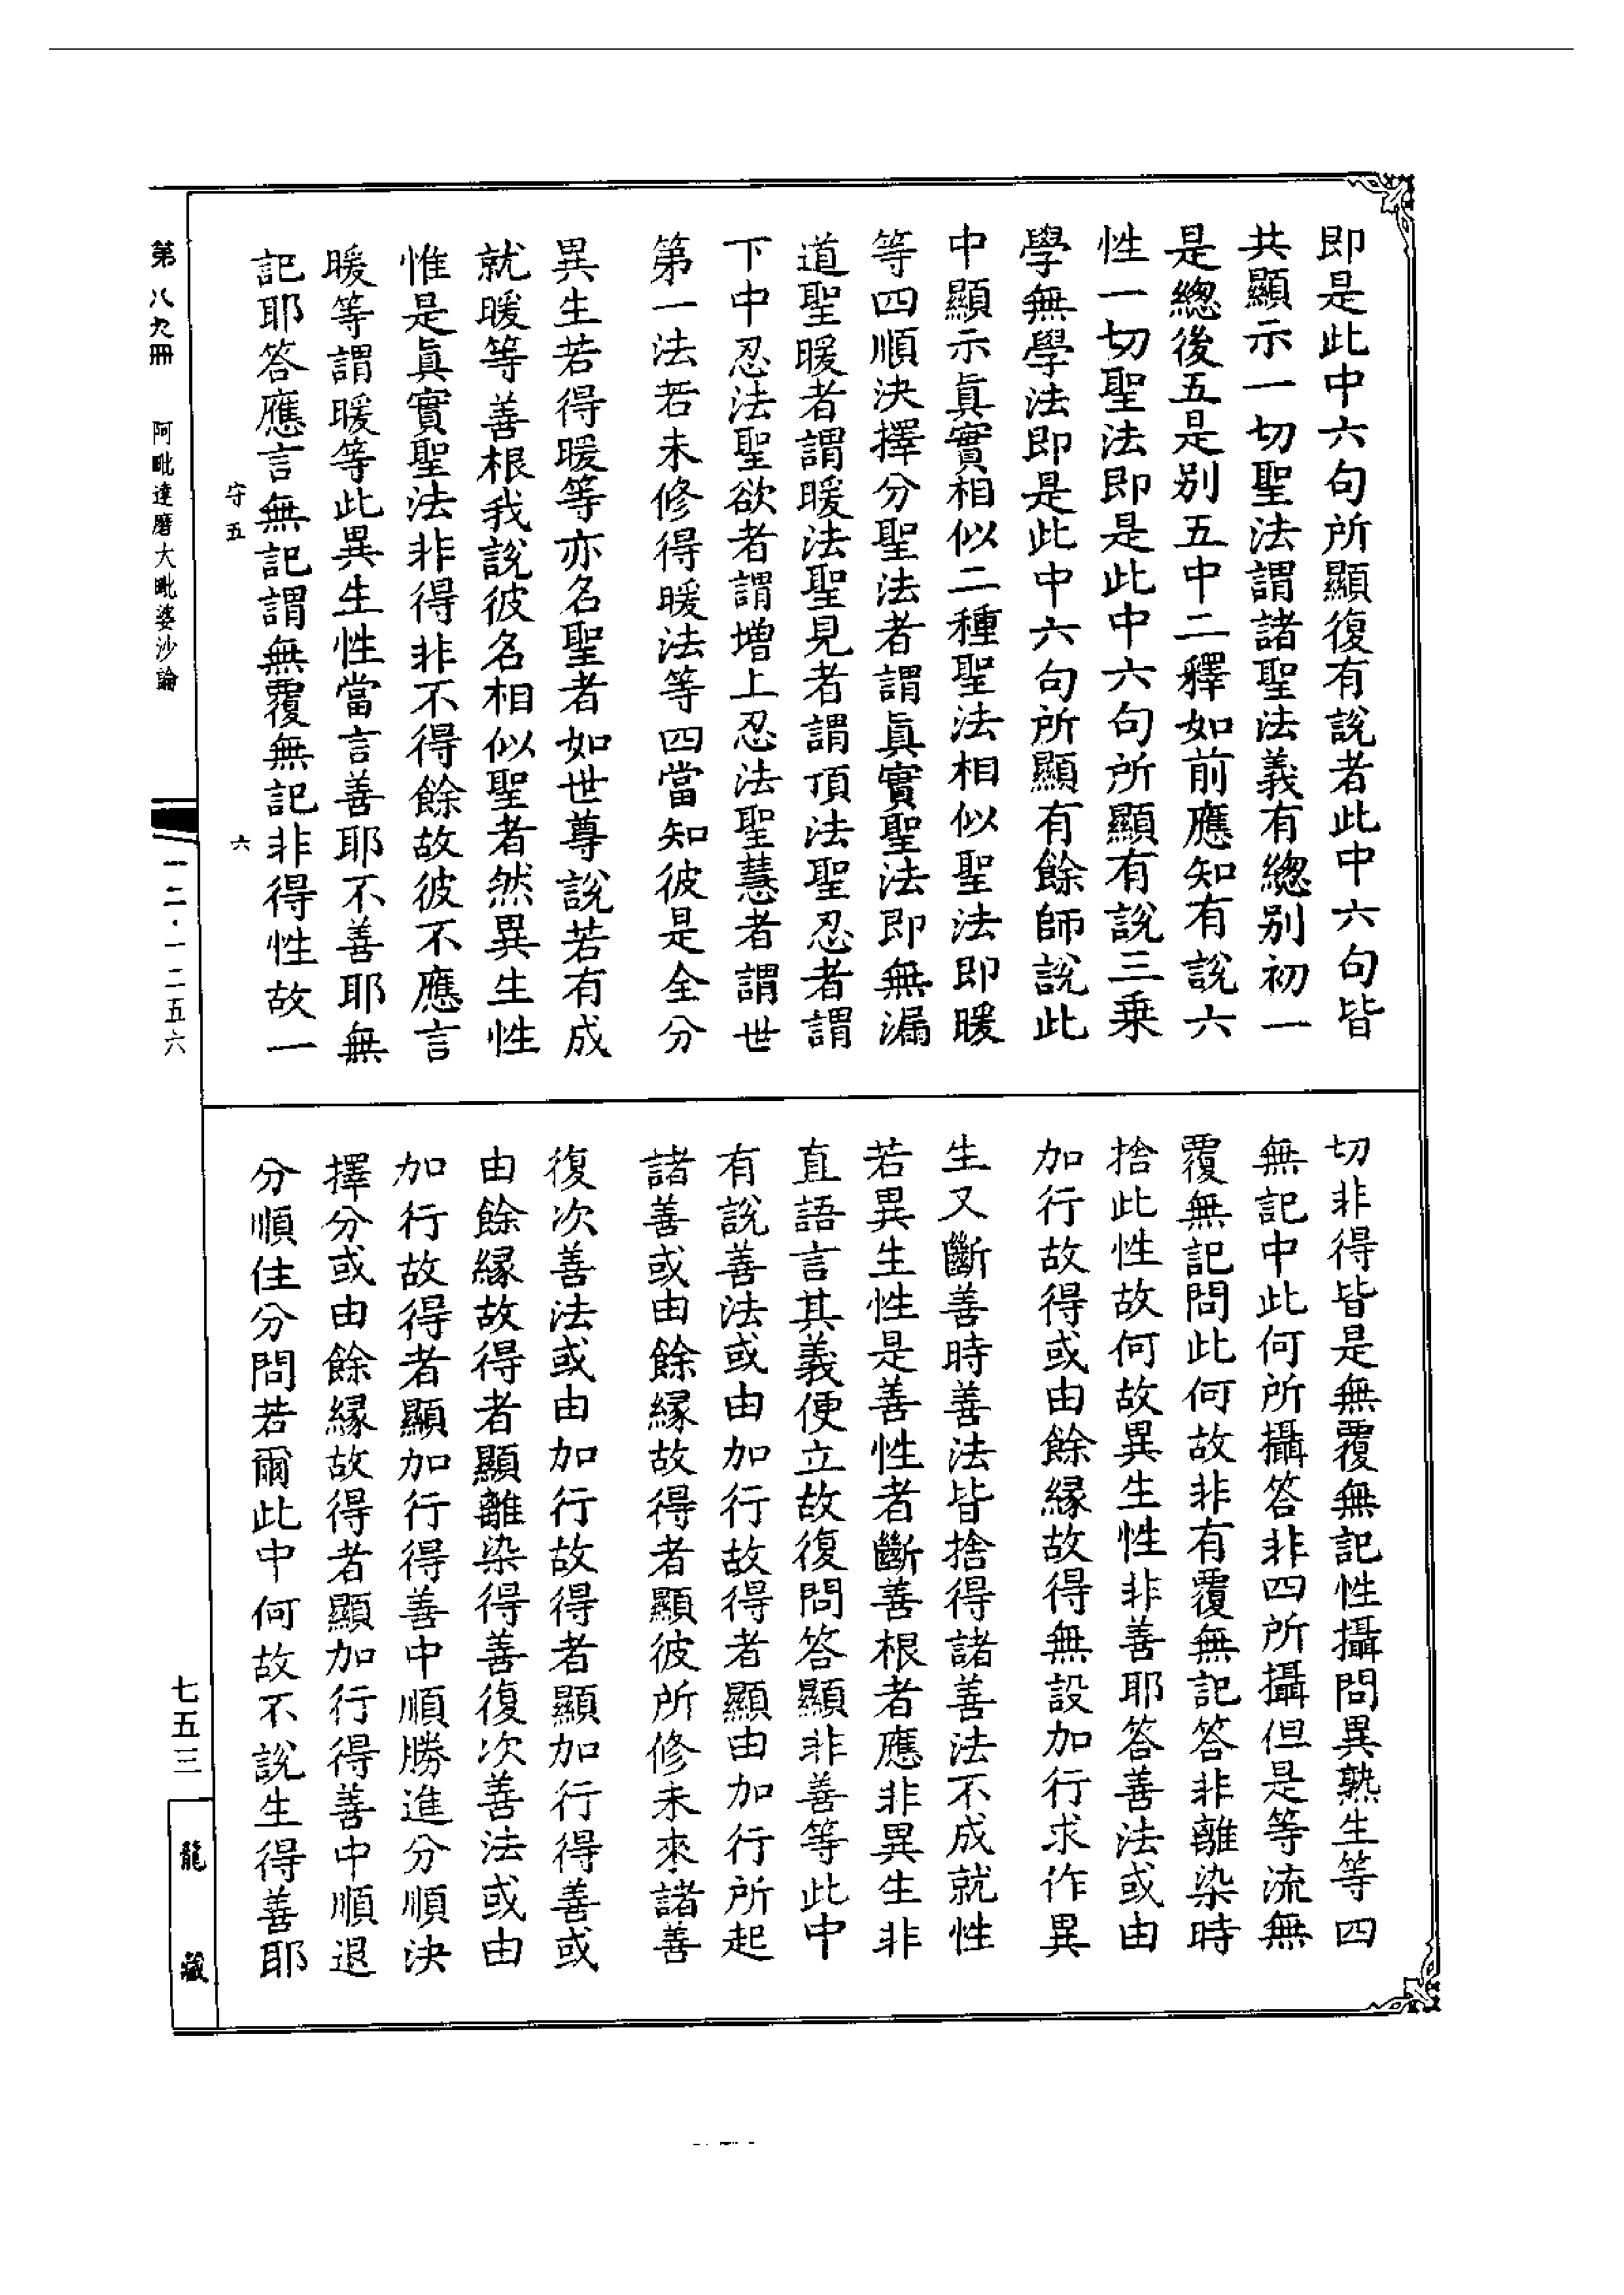 即是此中六句所顯復有說者此中六句皆
共顯示一切聖法謂諸聖法義有總别初一
是總後五是别五中二釋如前應知有說六
性一切聖法即是此中六句所顯有說三乘
學無學法即是此中六句所顯有餘師說此
中顯示眞實相似二種聖法相似聖法即暖
等四順決擇分聖法者謂眞實聖法即無漏
道聖暖者謂暖法聖見者謂頂法聖忍者謂
下中忍法聖欲者謂增上忍法聖慧者謂世
第一法若未修得暖法等四當知彼是全分
異生若得暖等亦名聖者如世尊說若有成
就暖等善根我說彼名相似聖者然異生性
惟是眞實聖法非得非不得餘故彼不應言
暖等謂暖等此異生性當言善耶不善耶無
記耶答應言無記謂無覆無記非得性故一
切非得皆是無覆無記性攝問異熟生等四
無記中此何所攝答非四所攝但是等流無
覆無記問此何故非有覆無記答非離染時
捨此性故何故異生性非善耶答善法或由
加行故得或由餘緣故得無設加行求作異
生又斷善時善法皆捨得諸善法不成就性
若異生性是善性者斷善根者應非異生非
直語言其義便立故復問答顯非善等此中
有說善法或由加行故得者顯由加行所起
諸善或由餘緣故得者顯彼所修未來諸善
復次善法或由加行故得者顯加行得善或
由餘緣故得者顯離染得善復次善法或由
加行故得者顯加行得善中順勝進分順決
擇分或由餘緣故得者顯加行得善中順退
分順住分問若爾此中何故不說生得善耶
守五
六
第八九冊
阿毗達磨大毗婆沙論
一二·一二五六
七五三
龍藏